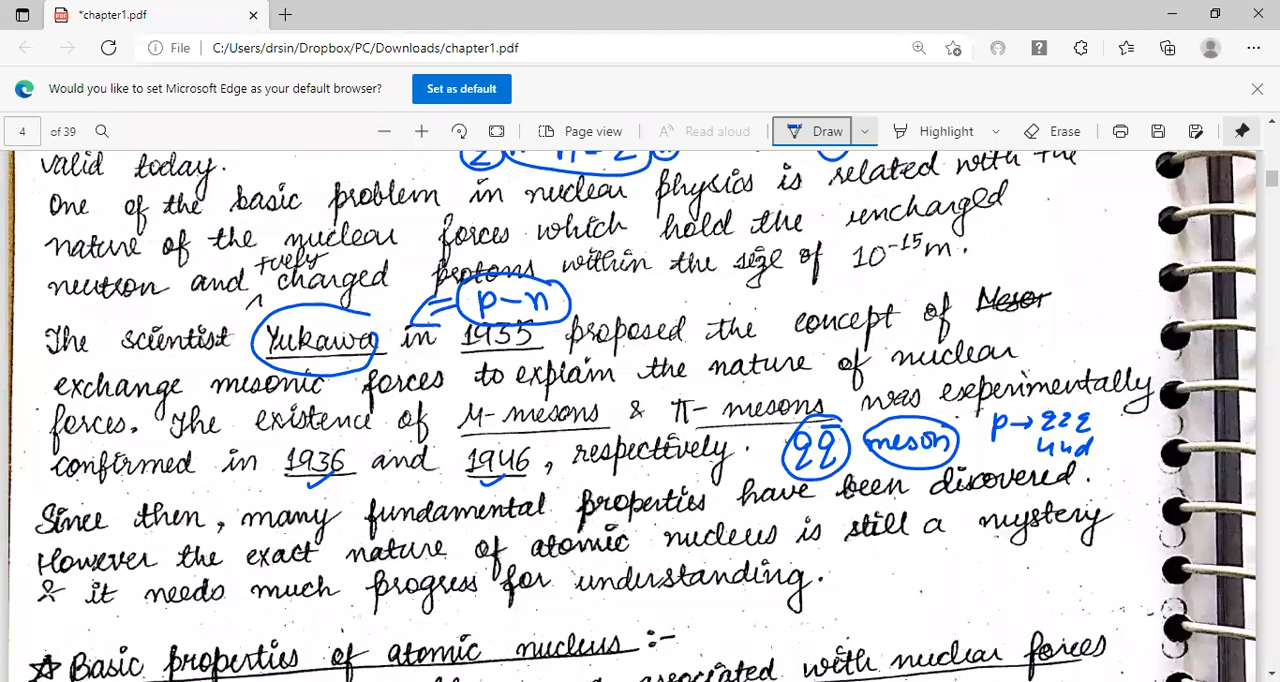 *chapter1.pdf
File C:/Users/drsin/Dropbox/PC/Downloads/chapter1.pdf
Would you like to set Microsoft Edge as your default browser? Set as default
4 of 39 Page view Read aloud Draw Highlight Erase
valid today.
One of the basic problem in nuclear physics is related with the
nature of the nuclear forces which hold the uncharged
neutron and charged protons within the size of 10⁻¹⁵m.
p-n
The scientist Yukawa in 1935 proposed the concept of Meson
exchange mesonic forces to explain the nature of nuclear
forces. The existence of μ-mesons & π-mesons was experimentally
confirmed in 1936 and 1946, respectively. qq̄ meson p→qqq
uud
Since then, many fundamental properties have been discovered.
However the exact nature of atomic nucleus is still a mystery
& it needs much progress for understanding.
☆ Basic properties of atomic nucleus :-
associated with nuclear forces